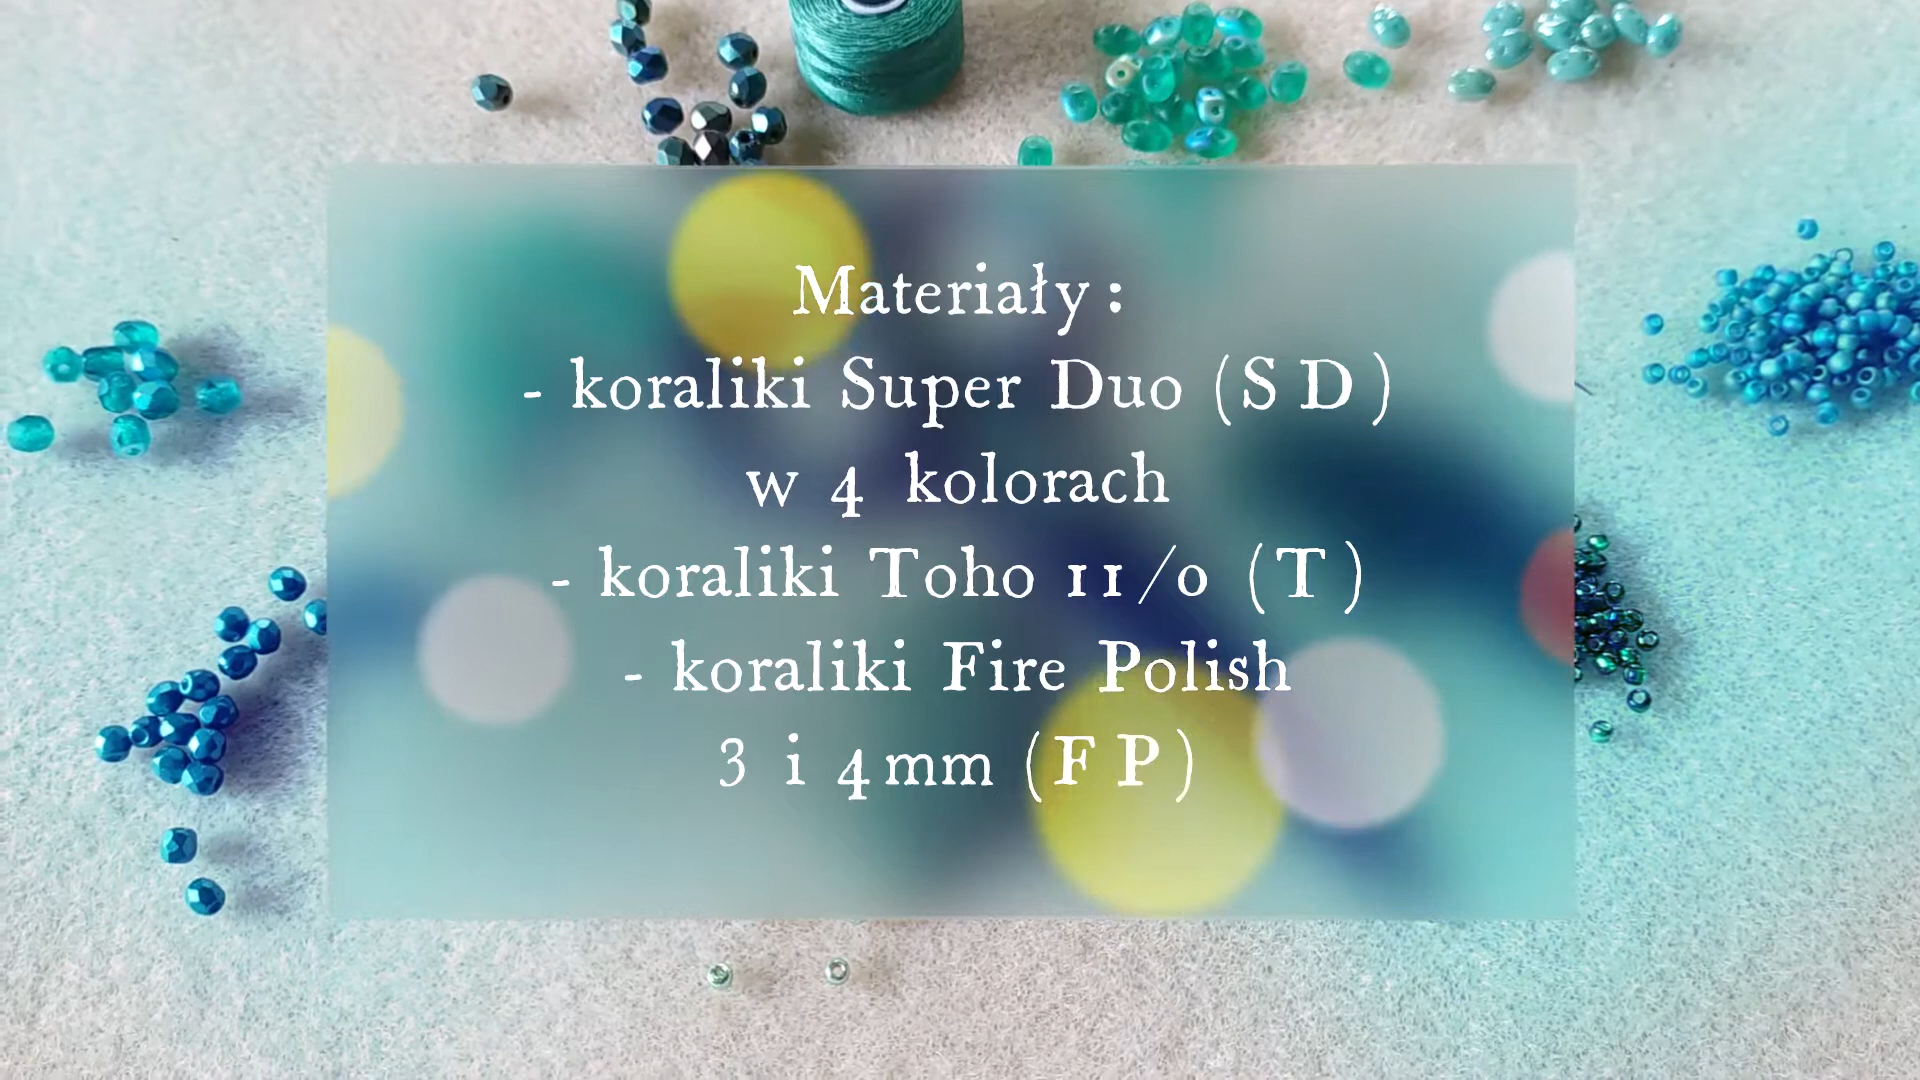 Materiały:
- koraliki Super Duo (SD)
w 4 kolorach
- koraliki Toho 11/0 (T)
- koraliki Fire Polish
3 i 4mm (FP)